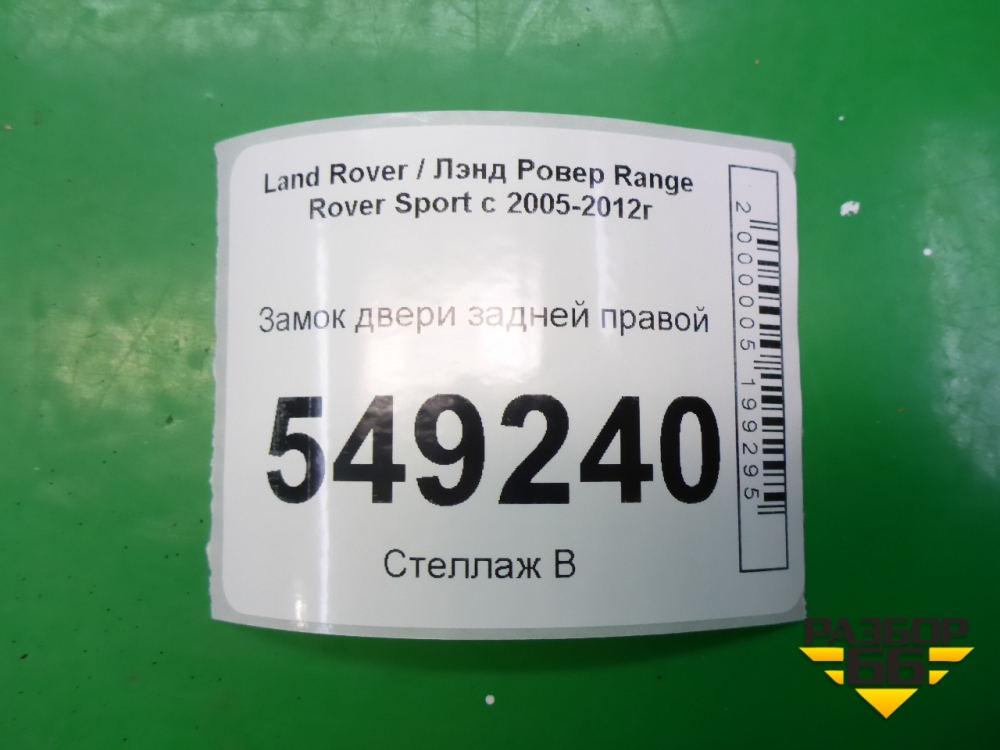 Land Rover / Лэнд Ровер Range
Rover Sport с 2005-2012г
Замок двери задней правой
549240
Стеллаж В
2000005199295
РАЗБОР
66